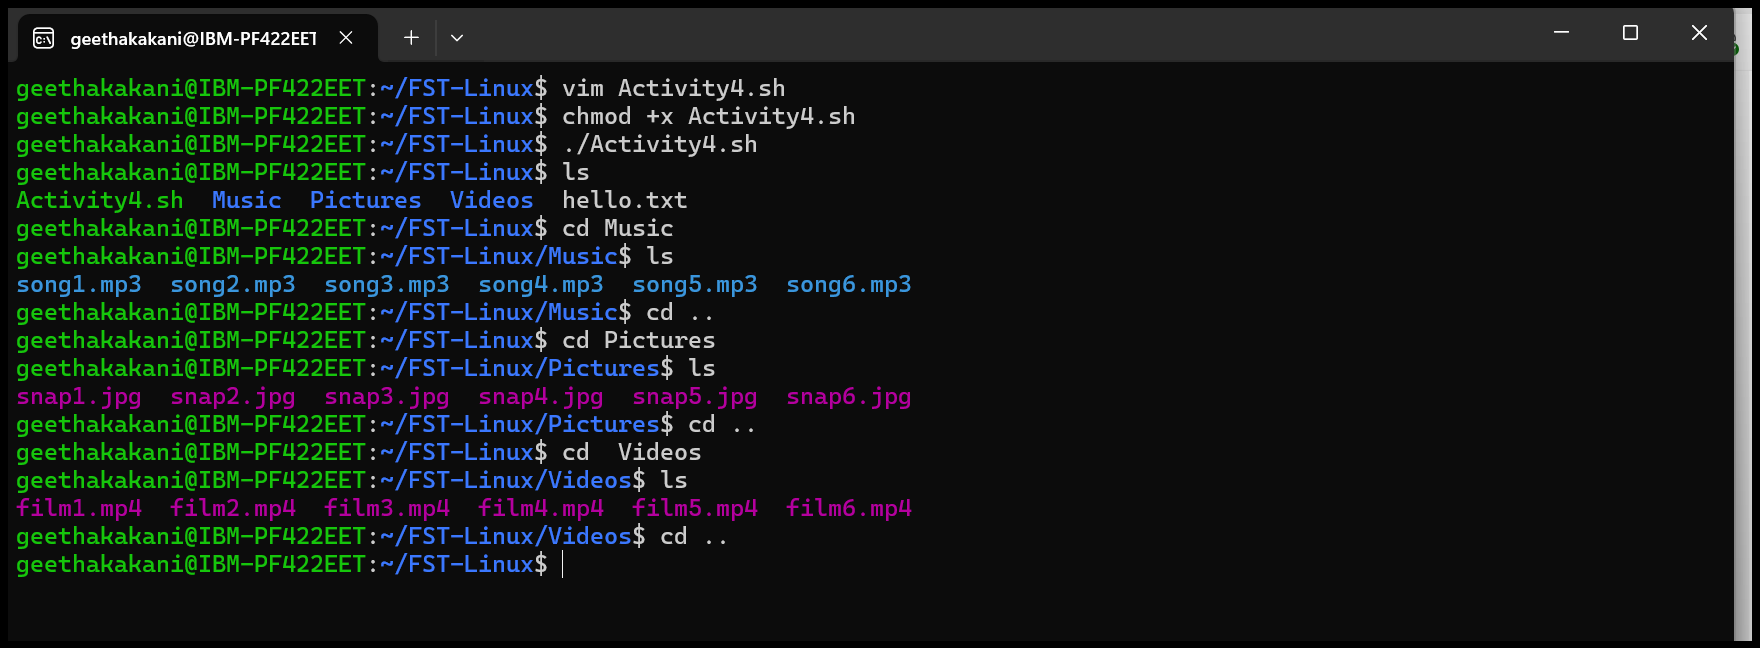 geethakakani@IBM-PF422EET
geethakakani@IBM-PF422EET:~/FST-Linux$ vim Activity4.sh
geethakakani@IBM-PF422EET:~/FST-Linux$ chmod +x Activity4.sh
geethakakani@IBM-PF422EET:~/FST-Linux$ ./Activity4.sh
geethakakani@IBM-PF422EET:~/FST-Linux$ ls
Activity4.sh  Music  Pictures  Videos  hello.txt
geethakakani@IBM-PF422EET:~/FST-Linux$ cd Music
geethakakani@IBM-PF422EET:~/FST-Linux/Music$ ls
song1.mp3  song2.mp3  song3.mp3  song4.mp3  song5.mp3  song6.mp3
geethakakani@IBM-PF422EET:~/FST-Linux/Music$ cd ..
geethakakani@IBM-PF422EET:~/FST-Linux$ cd Pictures
geethakakani@IBM-PF422EET:~/FST-Linux/Pictures$ ls
snap1.jpg  snap2.jpg  snap3.jpg  snap4.jpg  snap5.jpg  snap6.jpg
geethakakani@IBM-PF422EET:~/FST-Linux/Pictures$ cd ..
geethakakani@IBM-PF422EET:~/FST-Linux$ cd  Videos
geethakakani@IBM-PF422EET:~/FST-Linux/Videos$ ls
film1.mp4  film2.mp4  film3.mp4  film4.mp4  film5.mp4  film6.mp4
geethakakani@IBM-PF422EET:~/FST-Linux/Videos$ cd ..
geethakakani@IBM-PF422EET:~/FST-Linux$